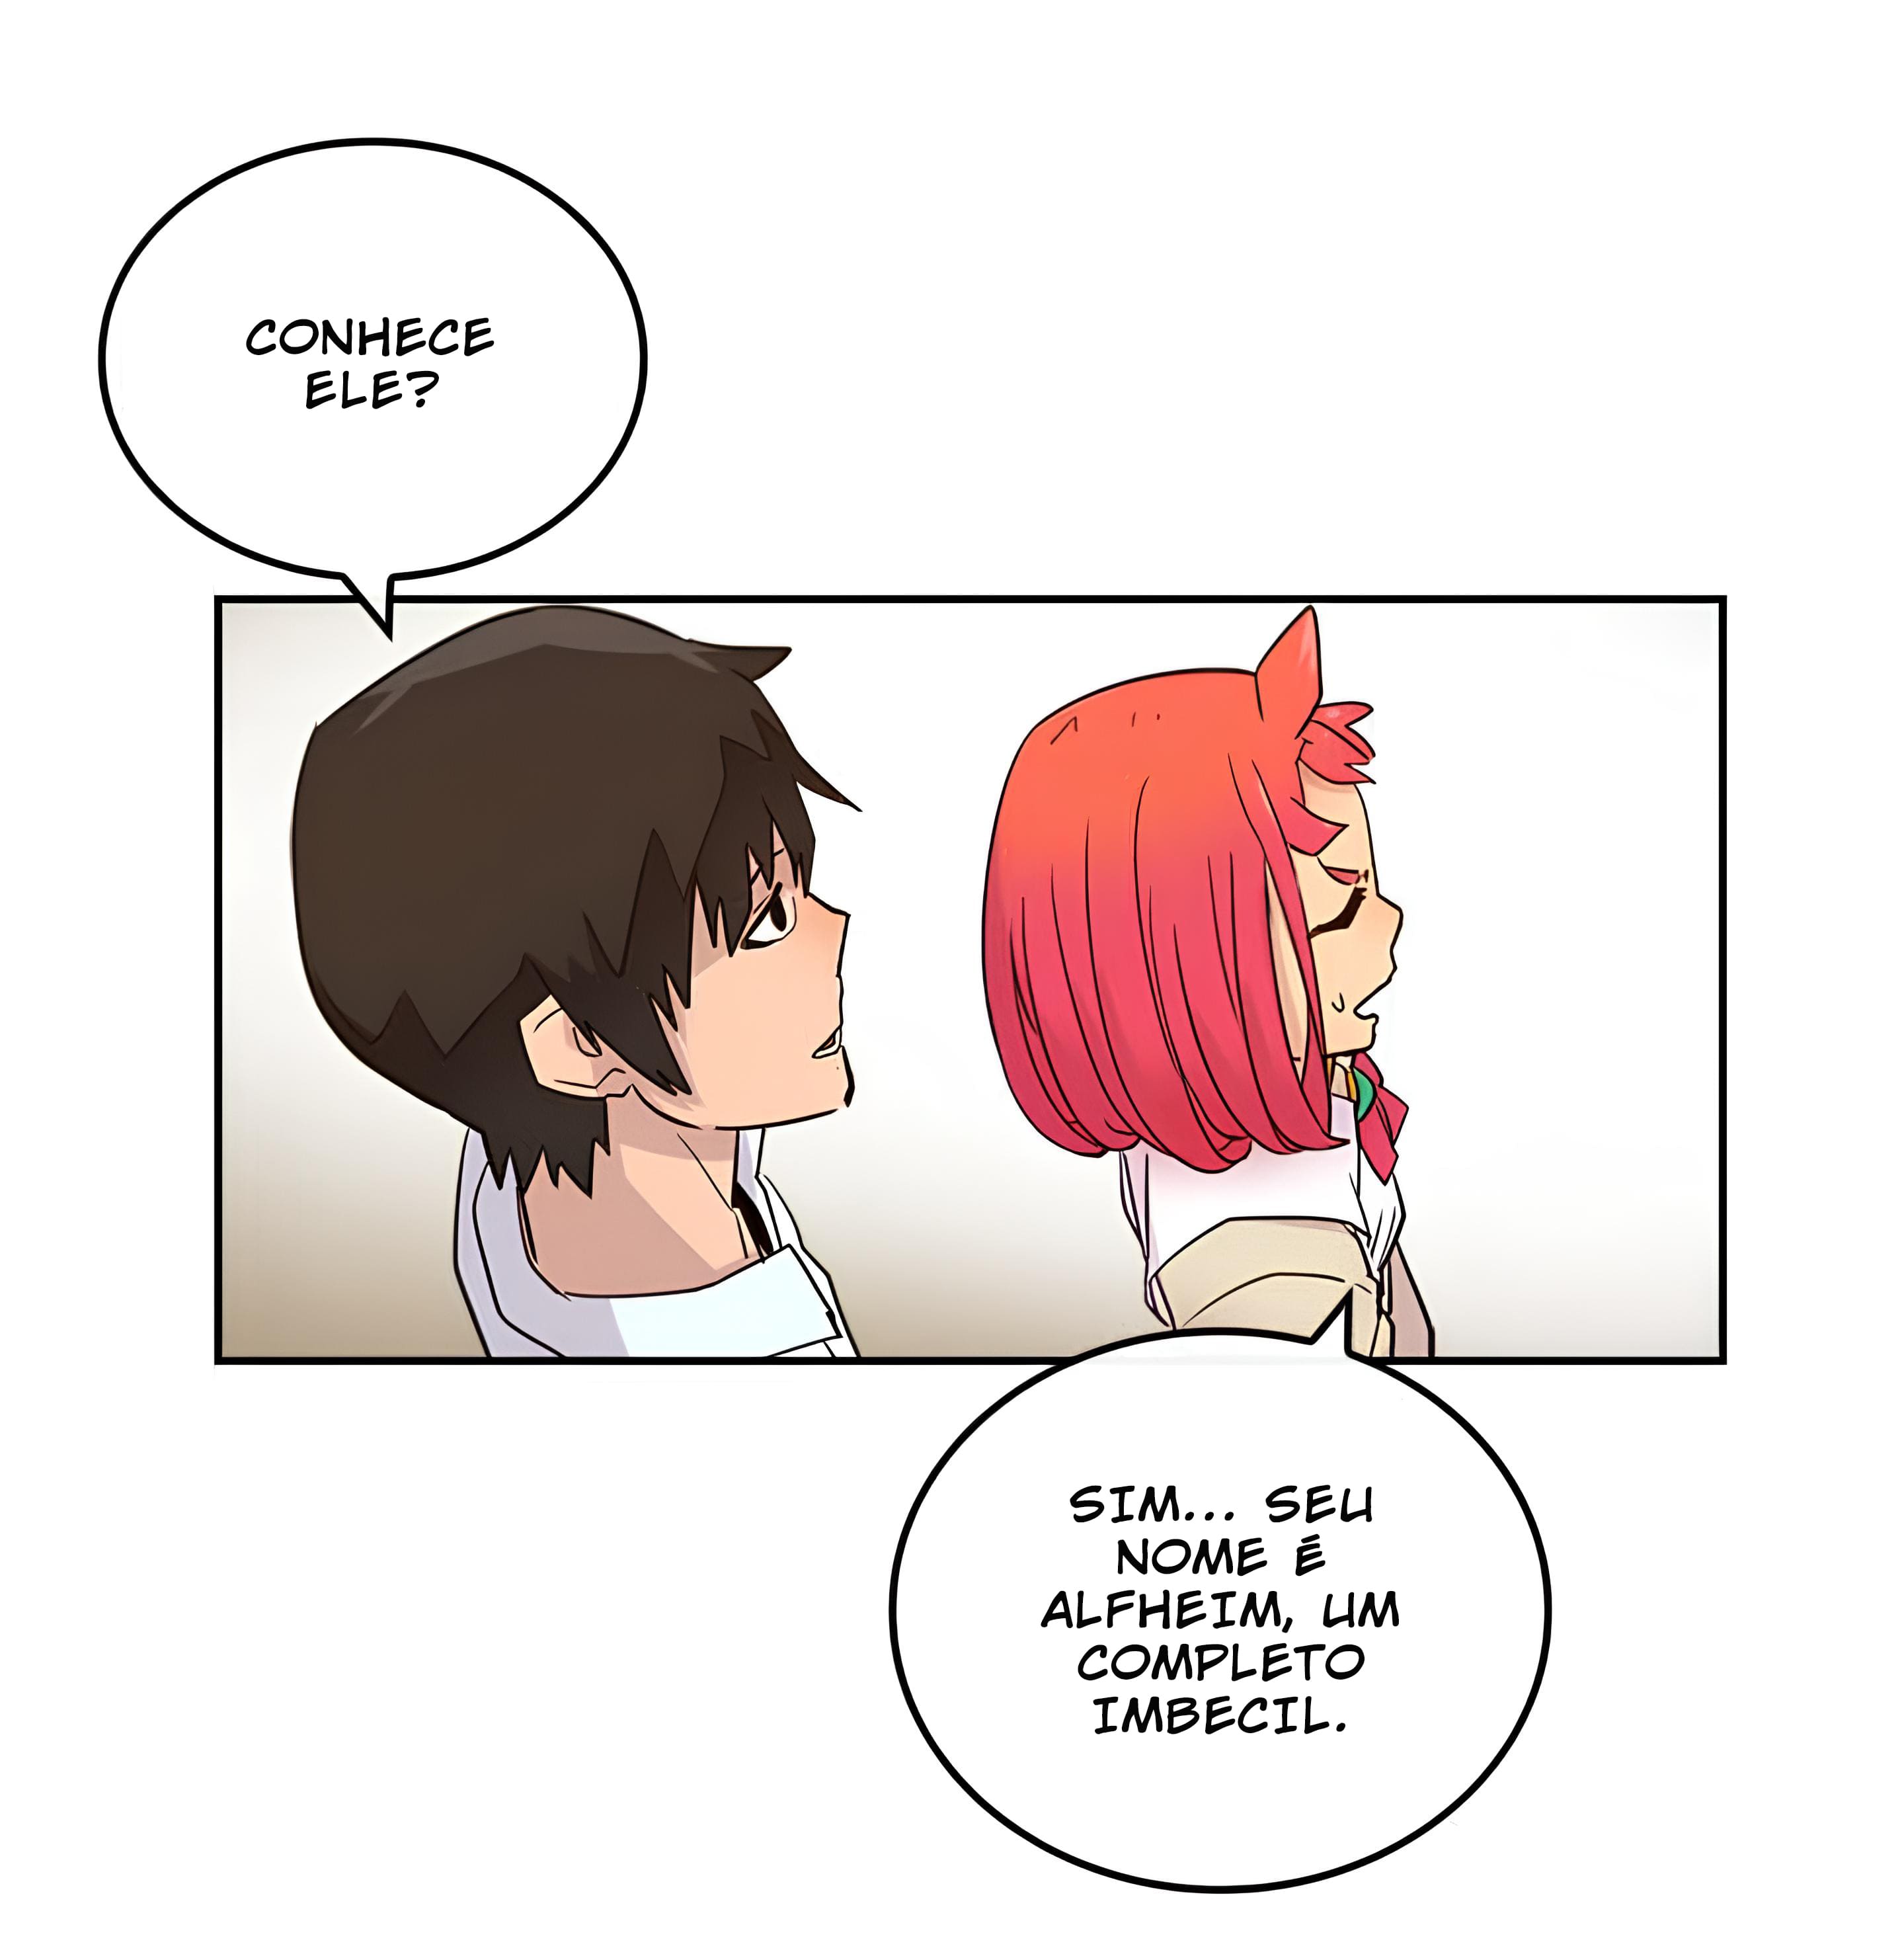 CONHECE
ELE?
SIM... SEU
NOME É
ALFHEIM, UM
COMPLETO
IMBECIL.